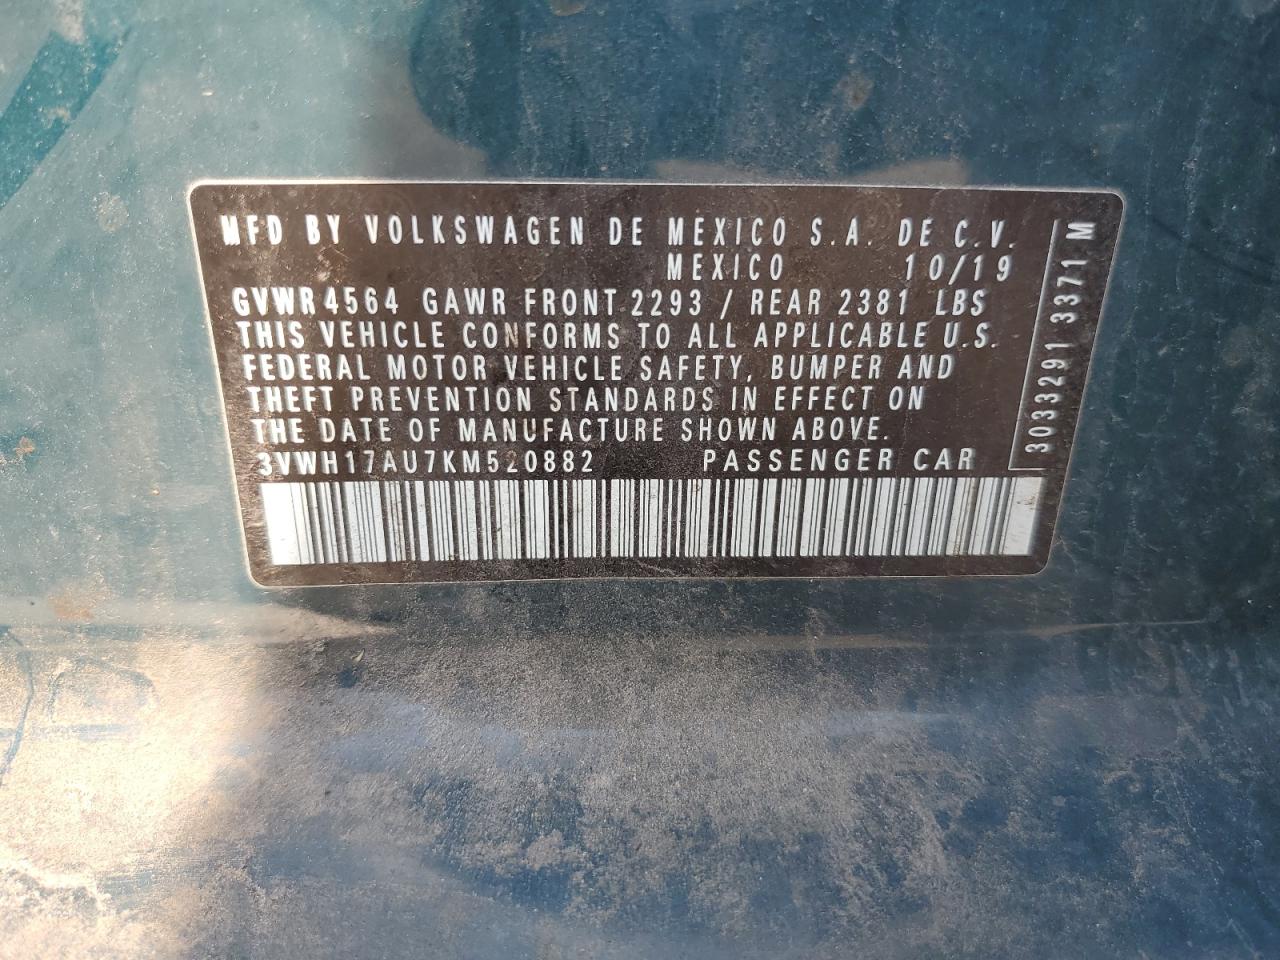 MFD BY VOLKSWAGEN DE MEXICO S.A. DE C.V.
MEXICO 10/19
GVWR 4564 GAWR FRONT 2293 / REAR 2381 LBS
THIS VEHICLE CONFORMS TO ALL APPLICABLE U.S.
FEDERAL MOTOR VEHICLE SAFETY, BUMPER AND
THEFT PREVENTION STANDARDS IN EFFECT ON
THE DATE OF MANUFACTURE SHOWN ABOVE.
3VWH17AU7KM520882 PASSENGER CAR
3033291 3371 M